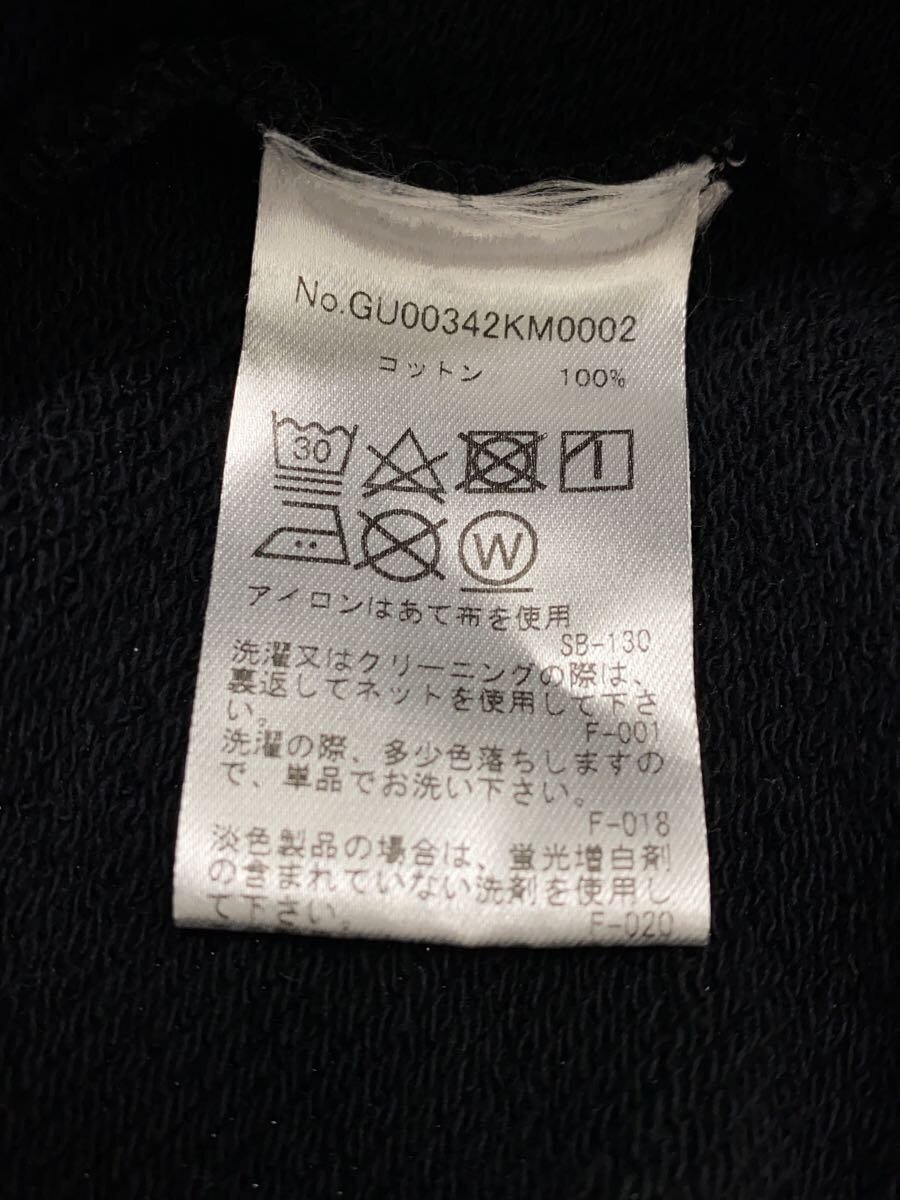 No.GU00342KM0002
コットン 100%
30
W
アイロンはあて布を使用
SB-130
洗濯又はクリーニングの際は、
裏返してネットを使用して下さ
い。 F-001
洗濯の際、多少色落ちしますの
で、単品でお洗い下さい。
F-018
淡色製品の場合は、蛍光増白剤
の含まれていない洗剤を使用し
て下さい。 F-020